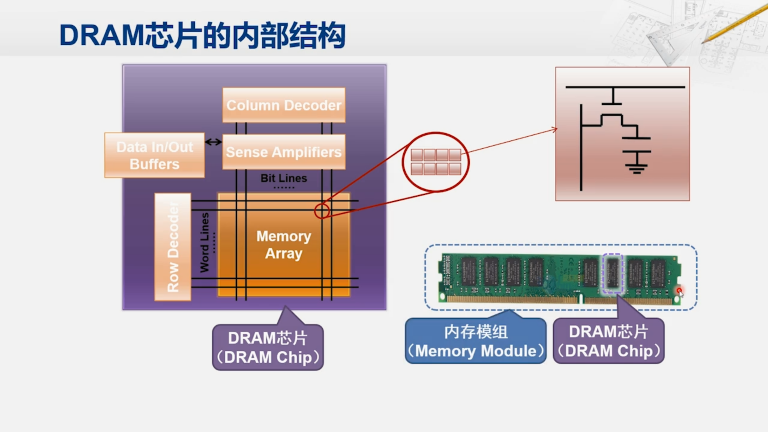 DRAM芯片的内部结构
Column Decoder
Data In/Out
Buffers
Sense Amplifiers
Bit Lines
......
Row Decoder
Word Lines
......
Memory
Array
DRAM芯片
（DRAM Chip）
内存模组
（Memory Module）
DRAM芯片
（DRAM Chip）